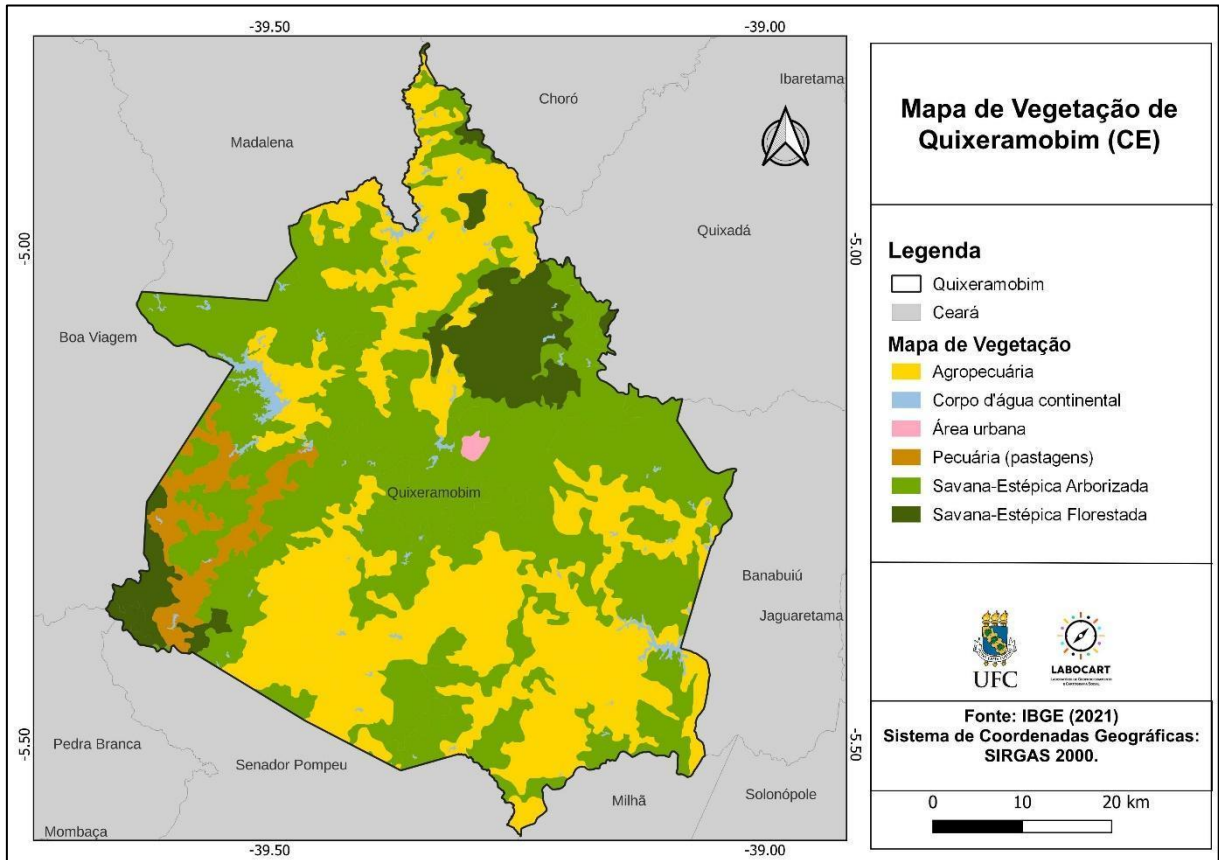 -39.50
-39.00
Ibaretama
Choró
Madalena
Quixadá
-5.00
-5.00
Boa Viagem
Quixeramobim
Banabuiú
Jaguaretama
-5.50
-5.50
Pedra Branca
Senador Pompeu
Milhã
Solonópole
Mombaça
-39.50
-39.00
Mapa de Vegetação de
Quixeramobim (CE)
Legenda
Quixeramobim
Ceará
Mapa de Vegetação
Agropecuária
Corpo d'água continental
Área urbana
Pecuária (pastagens)
Savana-Estépica Arborizada
Savana-Estépica Florestada
UFC
LABOCART
Fonte: IBGE (2021)
Sistema de Coordenadas Geográficas:
SIRGAS 2000.
0 10 20 km